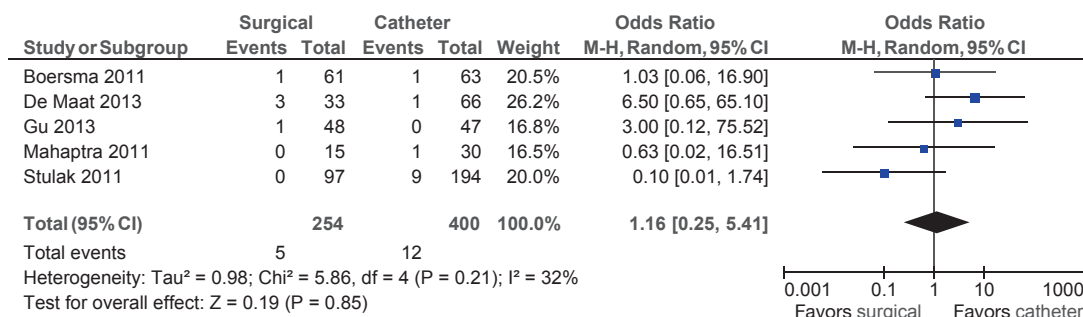 Surgical Catheter Odds Ratio Odds Ratio
Study or Subgroup Events Total Events Total Weight M-H, Random, 95% CI M-H, Random, 95% CI
Boersma 2011 1 61 1 63 20.5% 1.03 [0.06, 16.90]
De Maat 2013 3 33 1 66 26.2% 6.50 [0.65, 65.10]
Gu 2013 1 48 0 47 16.8% 3.00 [0.12, 75.52]
Mahaptra 2011 0 15 1 30 16.5% 0.63 [0.02, 16.51]
Stulak 2011 0 97 9 194 20.0% 0.10 [0.01, 1.74]
Total (95% CI) 254 400 100.0% 1.16 [0.25, 5.41]
Total events 5 12
Heterogeneity: Tau² = 0.98; Chi² = 5.86, df = 4 (P = 0.21); I² = 32%
Test for overall effect: Z = 0.19 (P = 0.85)
0.001 0.1 1 10 1000
Favors surgical Favors catheter